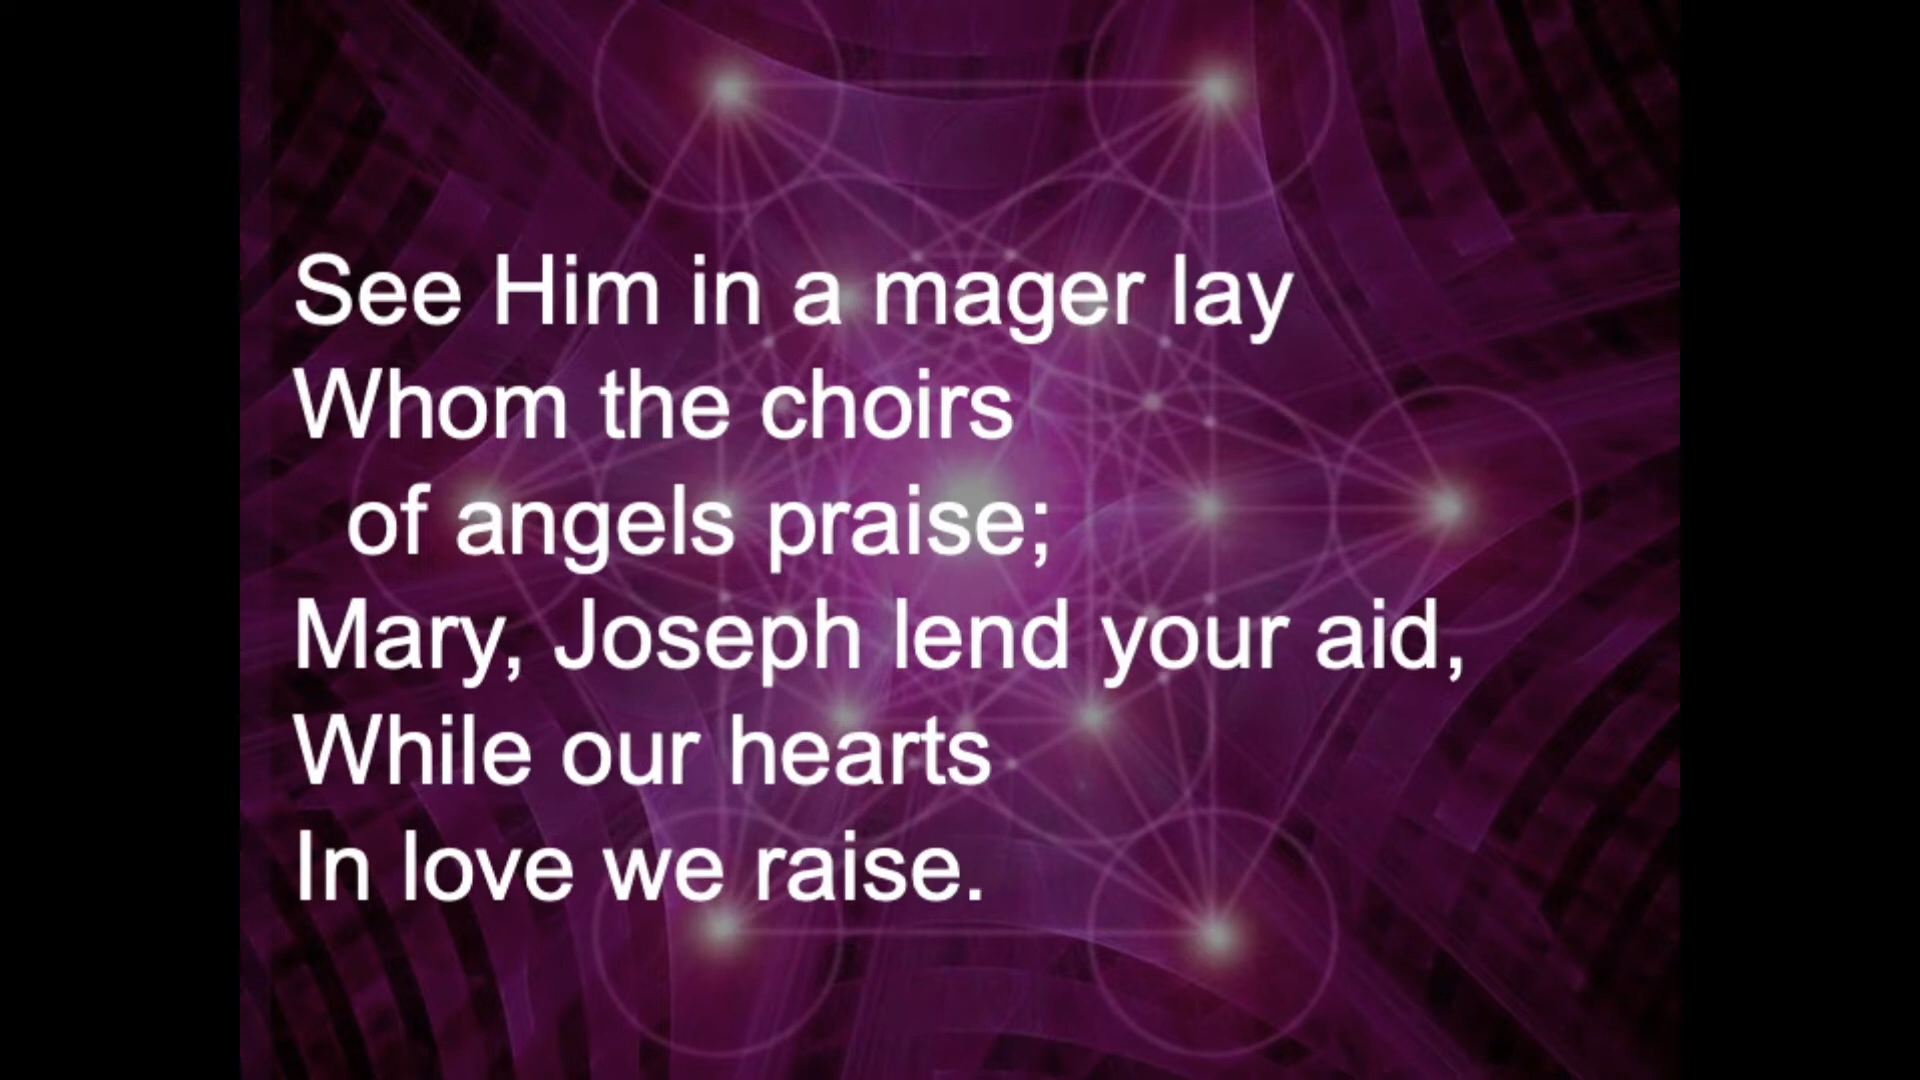 See Him in a mager lay
Whom the choirs
of angels praise;
Mary, Joseph lend your aid,
While our hearts
In love we raise.